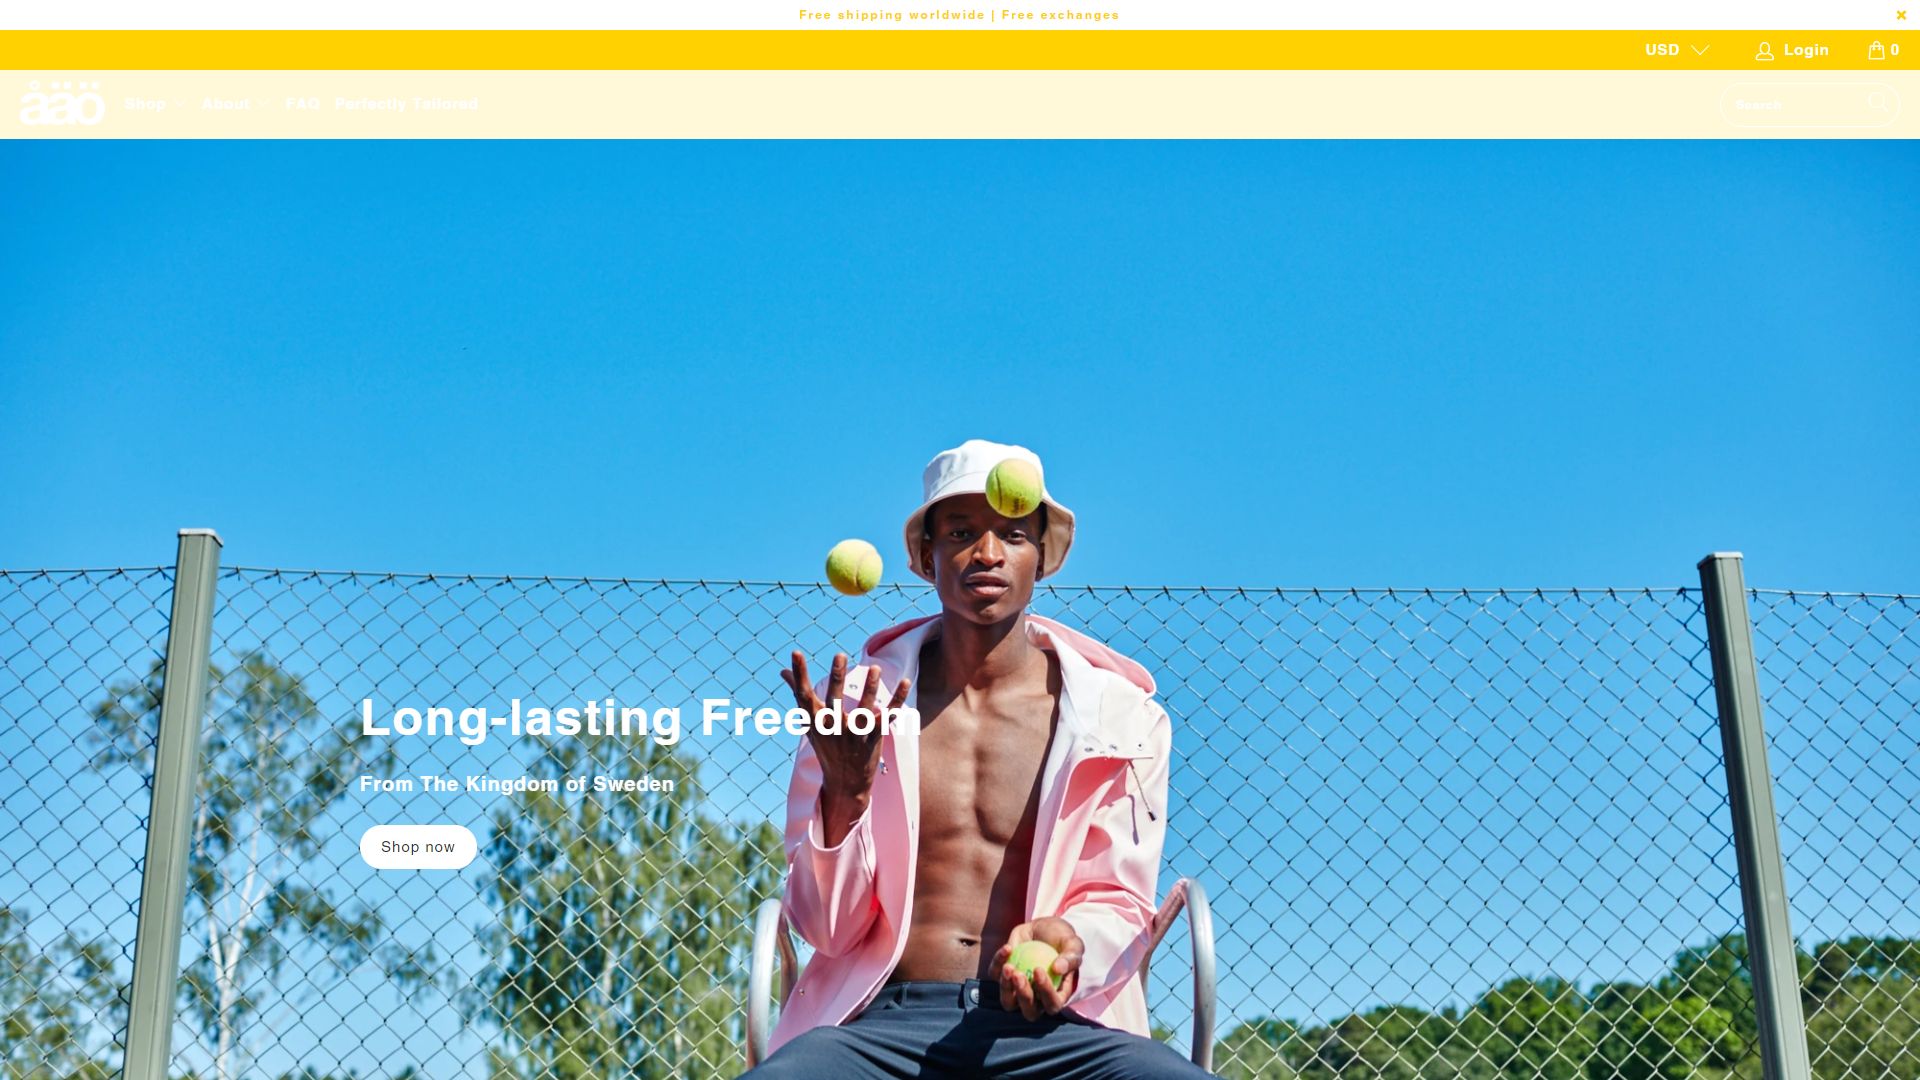 Free shipping worldwide | Free exchanges
USD
Login
0
åäö
Shop
About
FAQ
Perfectly Tailored
Search
Long-lasting Freedom
From The Kingdom of Sweden
Shop now